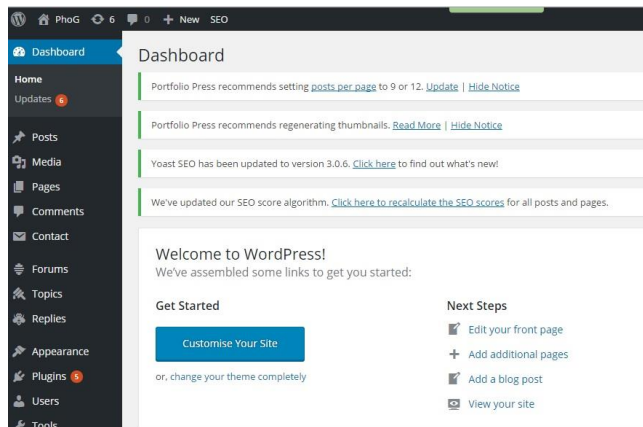 PhoG 6 0 + New SEO
Dashboard
Home
Updates 6
Posts
Media
Pages
Comments
Contact
Forums
Topics
Replies
Appearance
Plugins 5
Users
Tools
Dashboard
Portfolio Press recommends setting posts per page to 9 or 12. Update | Hide Notice
Portfolio Press recommends regenerating thumbnails. Read More | Hide Notice
Yoast SEO has been updated to version 3.0.6. Click here to find out what's new!
We've updated our SEO score algorithm. Click here to recalculate the SEO scores for all posts and pages.
Welcome to WordPress!
We've assembled some links to get you started:
Get Started
Customise Your Site
or, change your theme completely
Next Steps
Edit your front page
Add additional pages
Add a blog post
View your site